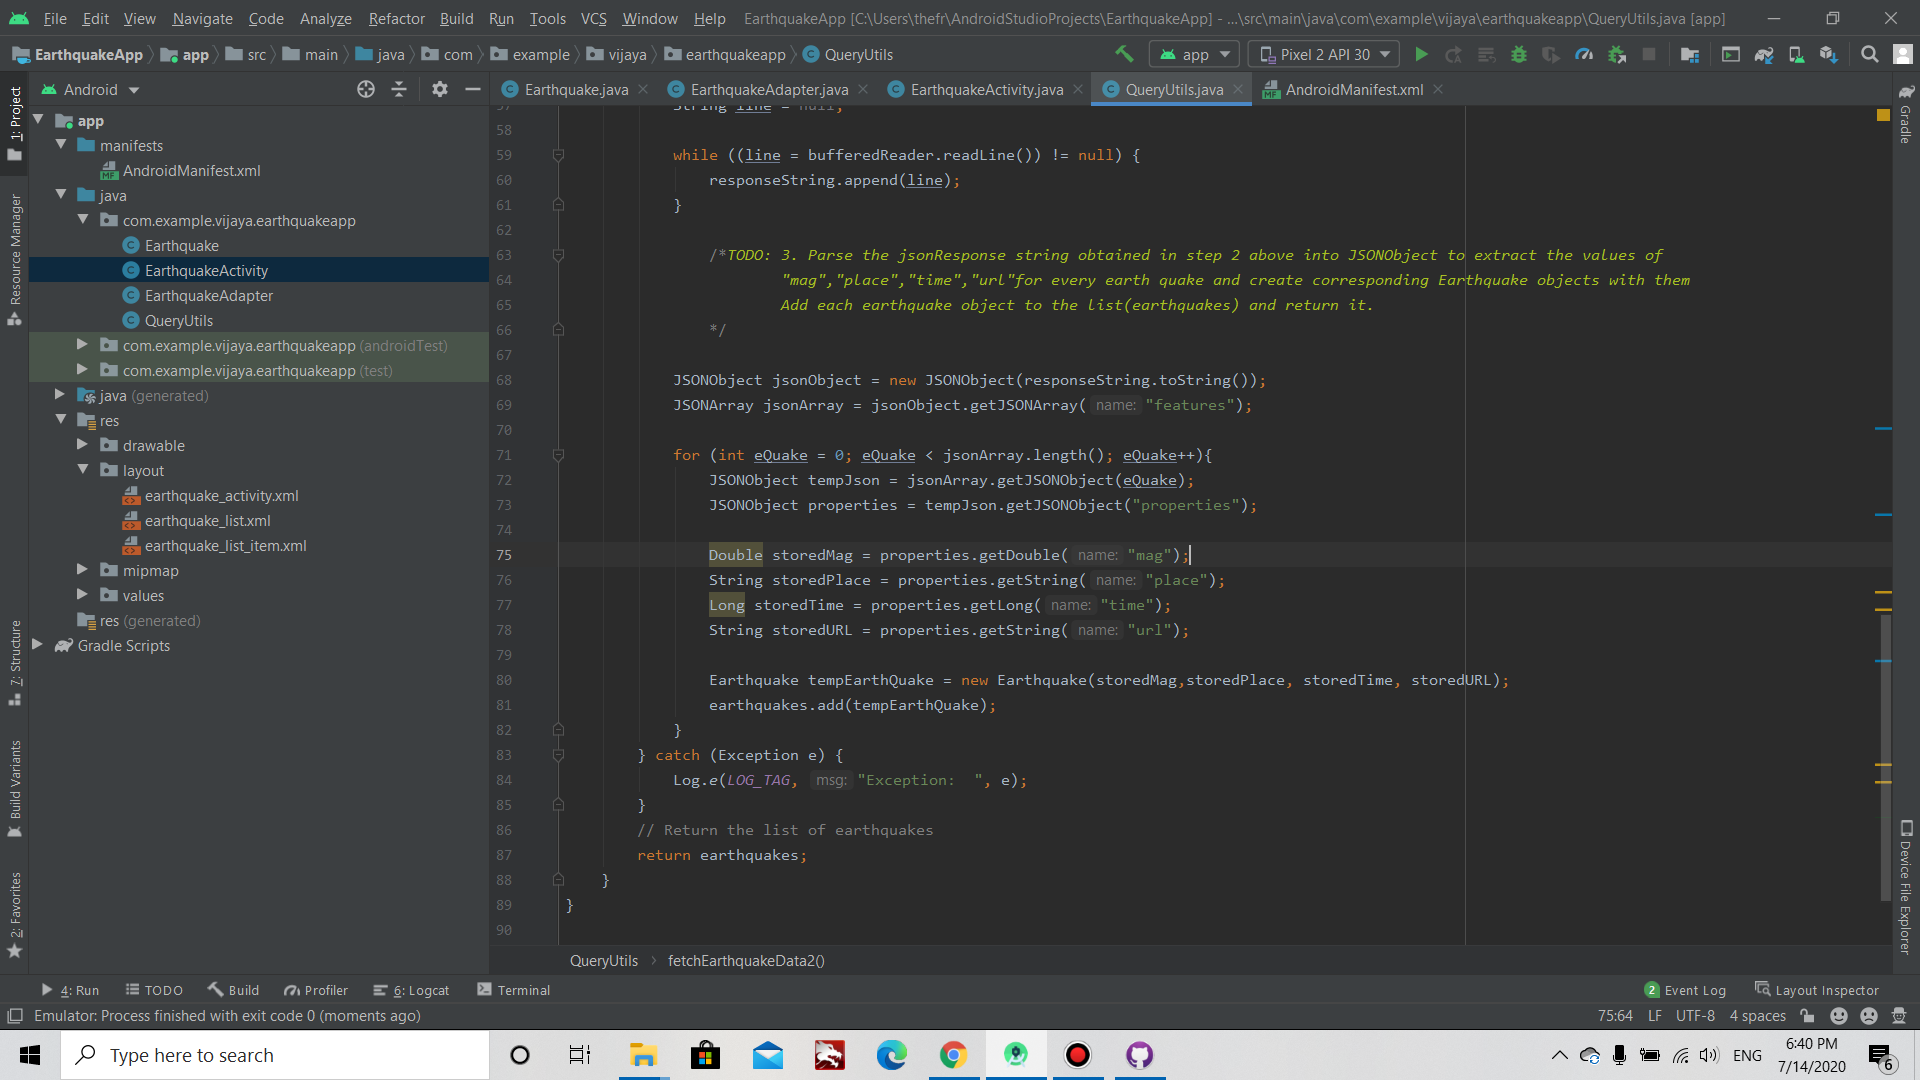 File Edit View Navigate Code Analyze Refactor Build Run Tools VCS Window Help EarthquakeApp [C:\Users\thefr\AndroidStudioProjects\EarthquakeApp] - ...\src\main\java\com\example\vijaya\earthquakeapp\QueryUtils.java [app]
EarthquakeApp app src main java com example vijaya earthquakeapp QueryUtils app Pixel 2 API 30
Android Earthquake.java EarthquakeAdapter.java EarthquakeActivity.java QueryUtils.java AndroidManifest.xml
1: Project
Resource Manager
7: Structure
Build Variants
2: Favorites
app
manifests
AndroidManifest.xml
java
com.example.vijaya.earthquakeapp
Earthquake
EarthquakeActivity
EarthquakeAdapter
QueryUtils
com.example.vijaya.earthquakeapp (androidTest)
com.example.vijaya.earthquakeapp (test)
java (generated)
res
drawable
layout
earthquake_activity.xml
earthquake_list.xml
earthquake_list_item.xml
mipmap
values
res (generated)
Gradle Scripts
57 String line = null;
58
59 while ((line = bufferedReader.readLine()) != null) {
60 responseString.append(line);
61 }
62
63 /*TODO: 3. Parse the jsonResponse string obtained in step 2 above into JSONObject to extract the values of
64 "mag","place","time","url"for every earth quake and create corresponding Earthquake objects with them
65 Add each earthquake object to the list(earthquakes) and return it.
66 */
67
68 JSONObject jsonObject = new JSONObject(responseString.toString());
69 JSONArray jsonArray = jsonObject.getJSONArray( name: "features");
70
71 for (int eQuake = 0; eQuake < jsonArray.length(); eQuake++){
72 JSONObject tempJson = jsonArray.getJSONObject(eQuake);
73 JSONObject properties = tempJson.getJSONObject("properties");
74
75 Double storedMag = properties.getDouble( name: "mag");
76 String storedPlace = properties.getString( name: "place");
77 Long storedTime = properties.getLong( name: "time");
78 String storedURL = properties.getString( name: "url");
79
80 Earthquake tempEarthQuake = new Earthquake(storedMag,storedPlace, storedTime, storedURL);
81 earthquakes.add(tempEarthQuake);
82 }
83 } catch (Exception e) {
84 Log.e(LOG_TAG, msg: "Exception:  ", e);
85 }
86 // Return the list of earthquakes
87 return earthquakes;
88 }
89 }
90
Gradle
Device File Explorer
QueryUtils fetchEarthquakeData2()
4: Run TODO Build Profiler 6: Logcat Terminal 2 Event Log Layout Inspector
Emulator: Process finished with exit code 0 (moments ago) 75:64 LF UTF-8 4 spaces
Type here to search ENG 6:40 PM
7/14/2020 6